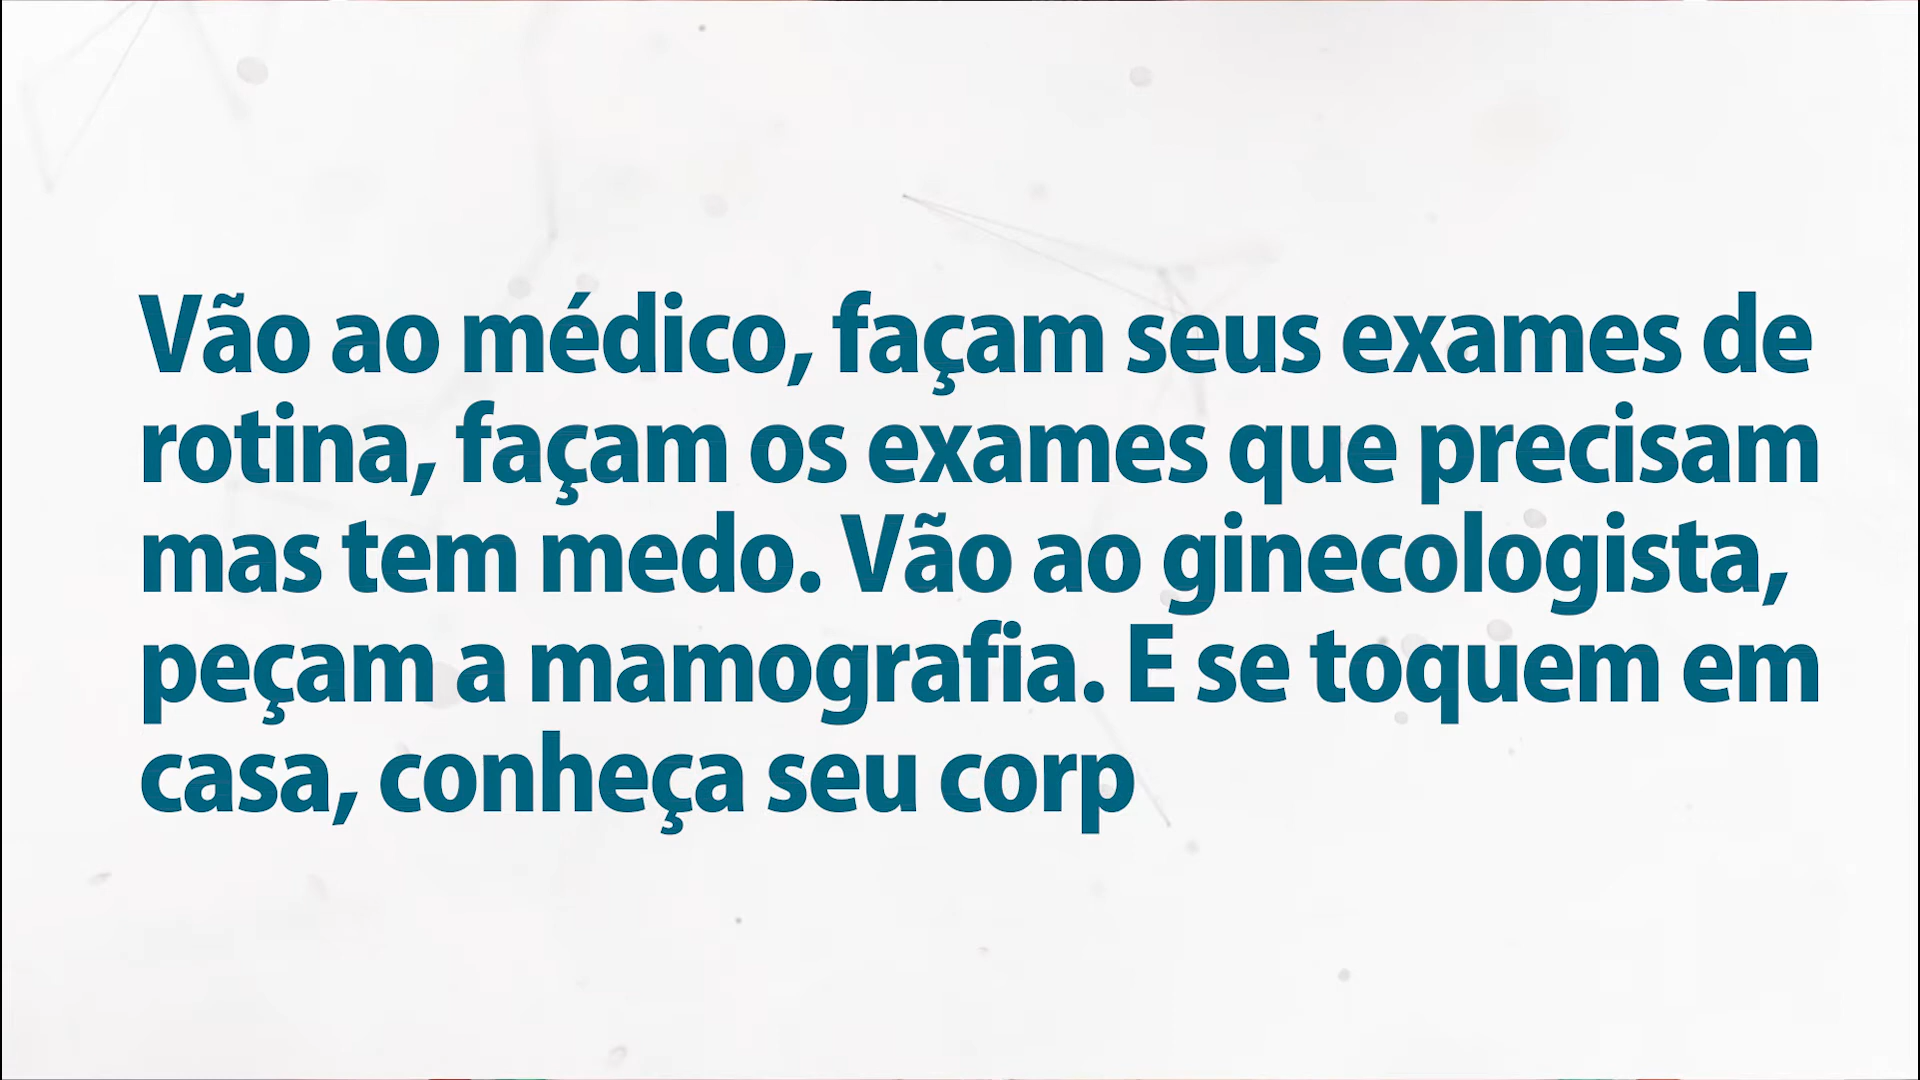 Vão ao médico, façam seus exames de
rotina, façam os exames que precisam
mas tem medo. Vão ao ginecologista,
peçam a mamografia. E se toquem em
casa, conheça seu corp